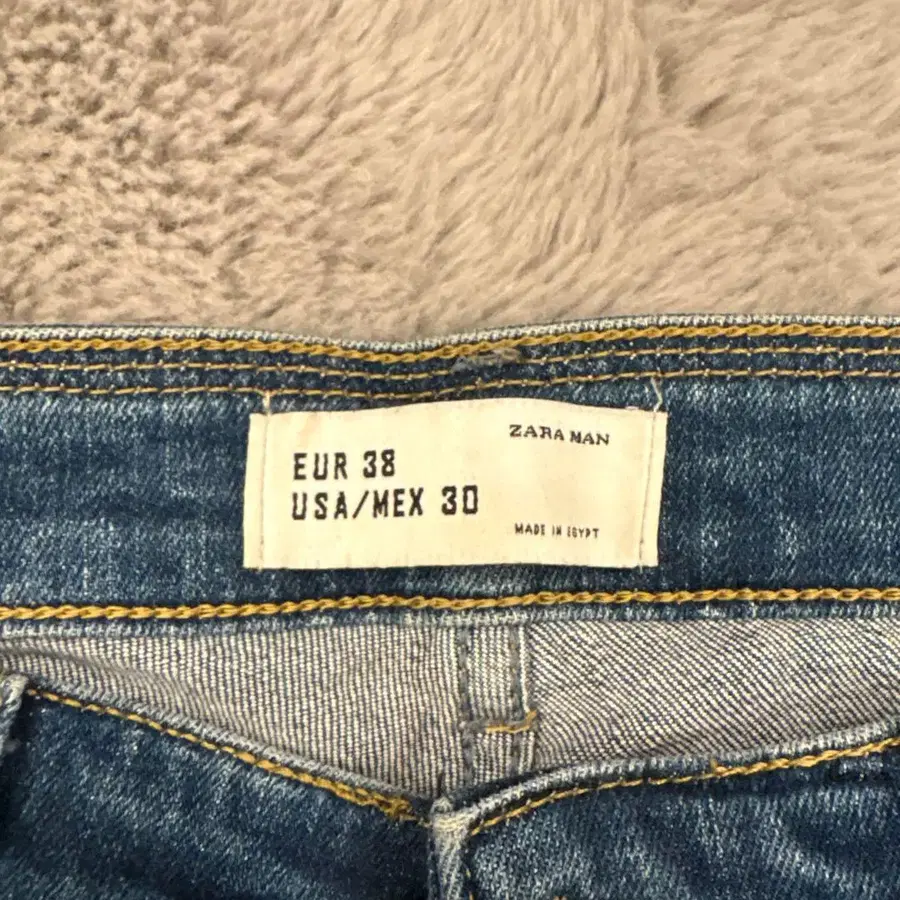 ZARA MAN
EUR 38
USA/MEX 30
MADE IN EGYPT